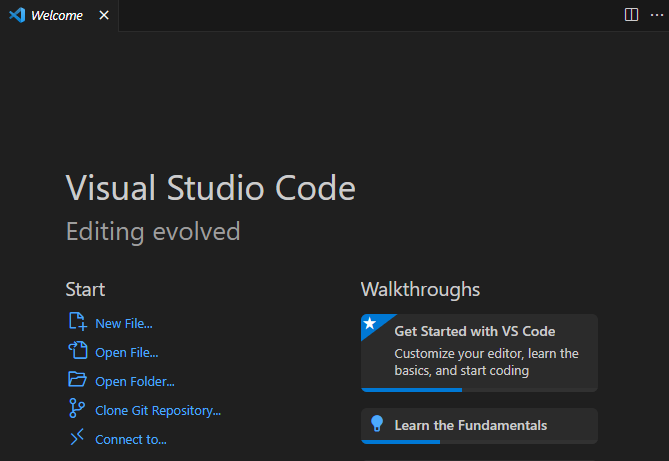 Welcome
Visual Studio Code
Editing evolved
Start
New File...
Open File...
Open Folder...
Clone Git Repository...
Connect to...
Walkthroughs
Get Started with VS Code
Customize your editor, learn the
basics, and start coding
Learn the Fundamentals